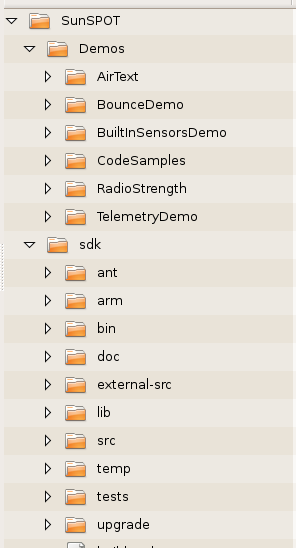 SunSPOT
Demos
AirText
BounceDemo
BuiltInSensorsDemo
CodeSamples
RadioStrength
TelemetryDemo
sdk
ant
arm
bin
doc
external-src
lib
src
temp
tests
upgrade